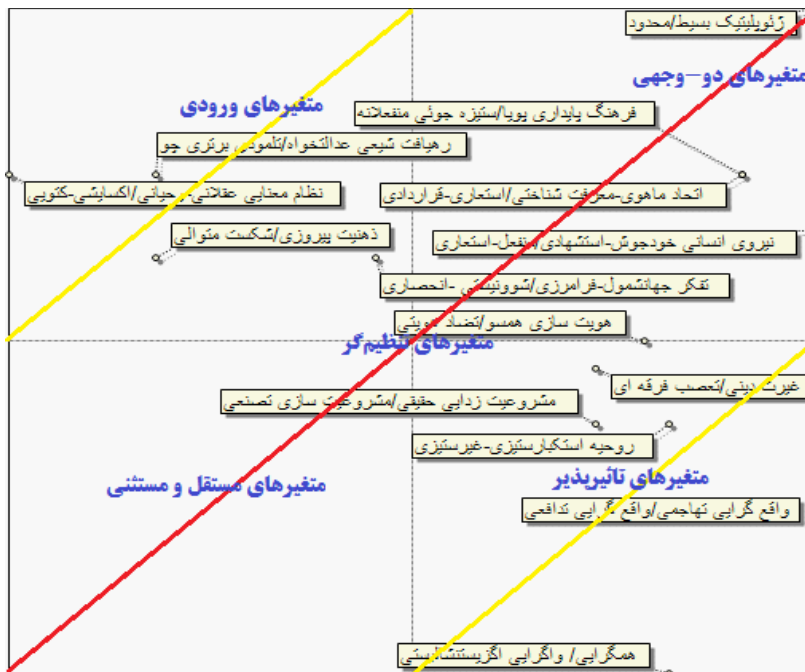 ژئوپلیتیک بسیط/محدود
متغیرهای دو-وجهی
متغیرهای ورودی
فرهنگ پایداری پویا/ستیزه جوئی منفعلانه
رهیافت شیعی عدالتخواه/تلمودی برتری جو
نظام معنایی عقلانی-وحیانی/اکسایشی-کتویی
اتحاد ماهوی-معرفت شناختی/استعاری-قراردادی
ذهنیت پیروزی/شکست متوالی
نیروی انسانی خودجوش-استشهادی/منفعل-استعاری
تفکر جهانشمول-فرامرزی/شوونیستی -انحصاری
هویت سازی همسو/تضاد هویتی
متغیرهای تنظیم‌گر
غیرت دینی/تعصب فرقه ای
مشروعیت زدایی حقیقی/مشروعیت سازی تصنعی
روحیه استکبارستیزی-غیرستیزی
متغیرهای تاثیرپذیر
متغیرهای مستقل و مستثنی
واقع گرایی تهاجمی/واقع گرایی تدافعی
همگرایی/ واگرایی اگزیستنشالیستی